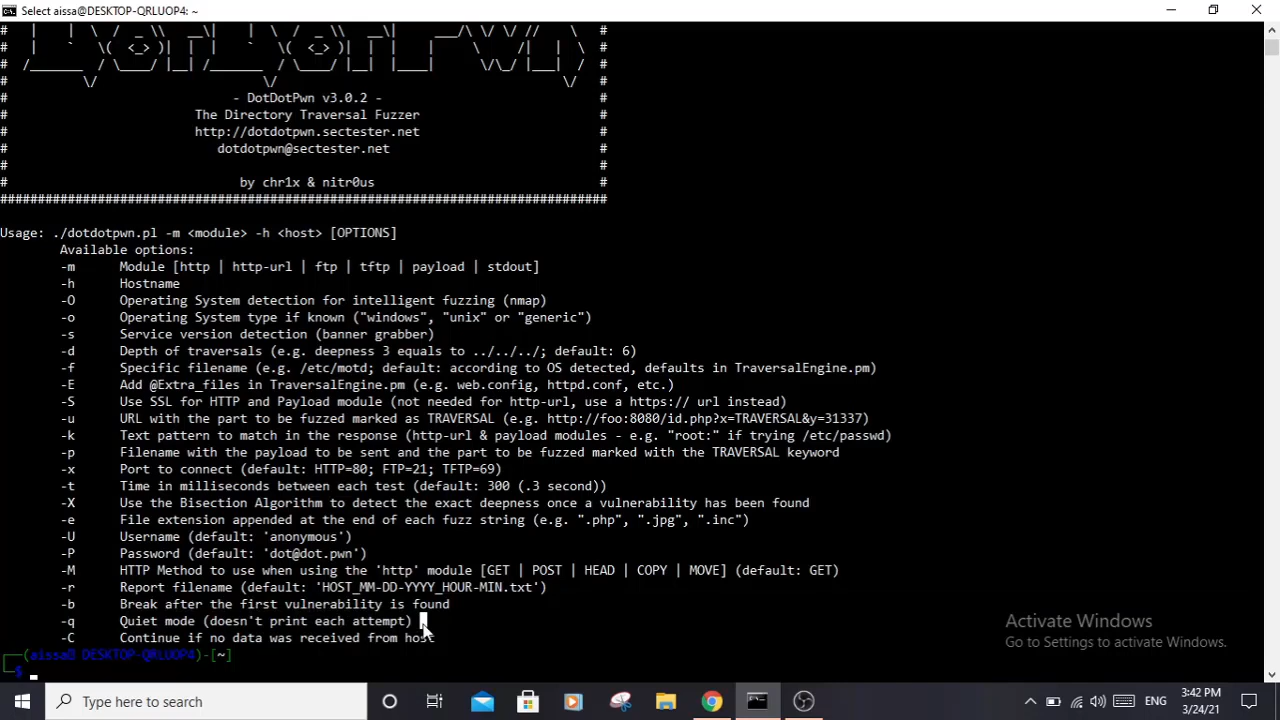 Select aissa@DESKTOP-QRLUOP4: ~
- DotDotPwn v3.0.2 -
The Directory Traversal Fuzzer
http://dotdotpwn.sectester.net
dotdotpwn@sectester.net
by chr1x & nitr0us
################################################################################
Usage: ./dotdotpwn.pl -m <module> -h <host> [OPTIONS]
Available options:
-m Module [http | http-url | ftp | tftp | payload | stdout]
-h Hostname
-O Operating System detection for intelligent fuzzing (nmap)
-o Operating System type if known ("windows", "unix" or "generic")
-s Service version detection (banner grabber)
-d Depth of traversals (e.g. deepness 3 equals to ../../../; default: 6)
-f Specific filename (e.g. /etc/motd; default: according to OS detected, defaults in TraversalEngine.pm)
-E Add @Extra_files in TraversalEngine.pm (e.g. web.config, httpd.conf, etc.)
-S Use SSL for HTTP and Payload module (not needed for http-url, use a https:// url instead)
-u URL with the part to be fuzzed marked as TRAVERSAL (e.g. http://foo:8080/id.php?x=TRAVERSAL&y=31337)
-k Text pattern to match in the response (http-url & payload modules - e.g. "root:" if trying /etc/passwd)
-p Filename with the payload to be sent and the part to be fuzzed marked with the TRAVERSAL keyword
-x Port to connect (default: HTTP=80; FTP=21; TFTP=69)
-t Time in milliseconds between each test (default: 300 (.3 second))
-X Use the Bisection Algorithm to detect the exact deepness once a vulnerability has been found
-e File extension appended at the end of each fuzz string (e.g. ".php", ".jpg", ".inc")
-U Username (default: 'anonymous')
-P Password (default: 'dot@dot.pwn')
-M HTTP Method to use when using the 'http' module [GET | POST | HEAD | COPY | MOVE] (default: GET)
-r Report filename (default: 'HOST_MM-DD-YYYY_HOUR-MIN.txt')
-b Break after the first vulnerability is found
-q Quiet mode (doesn't print each attempt)
-C Continue if no data was received from host
(aissa DESKTOP-QRLUOP4)-[~]
$
Activate Windows
Go to Settings to activate Windows.
Type here to search
ENG
3:42 PM
3/24/21